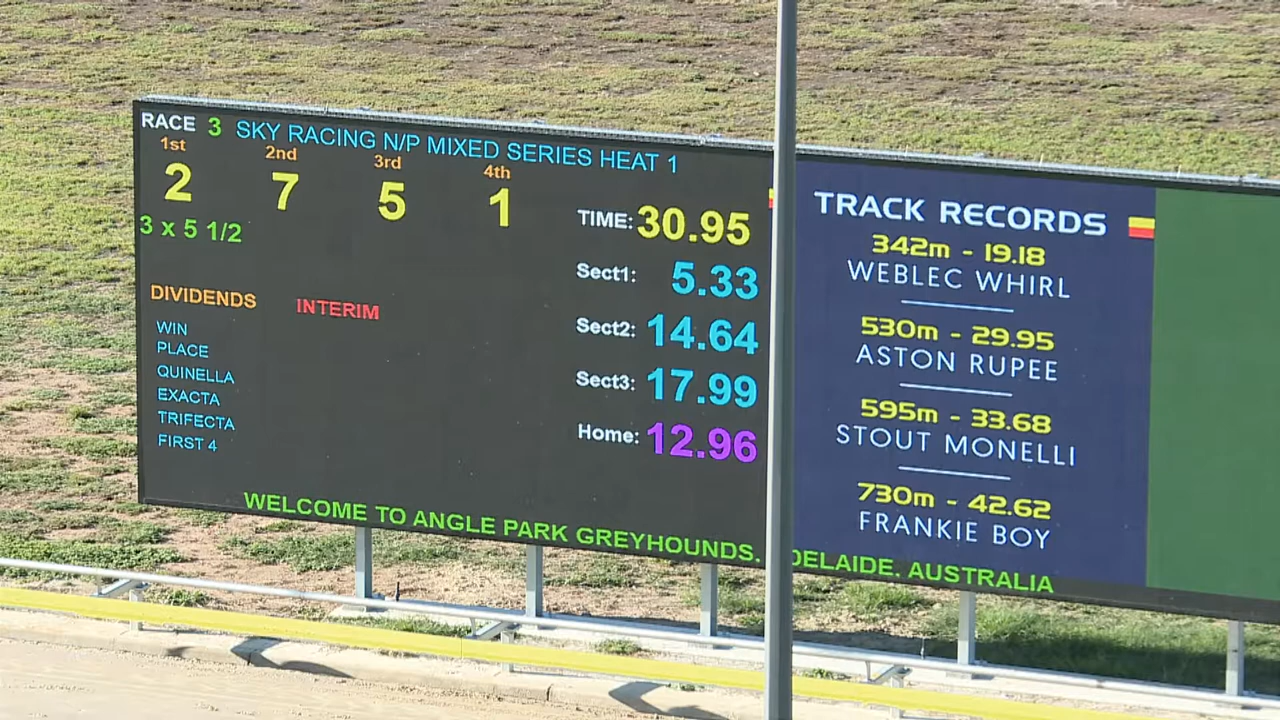 RACE 3 SKY RACING N/P MIXED SERIES HEAT 1
1st 2nd 3rd 4th
2 7 5 1
3 x 5 1/2
DIVIDENDS INTERIM
WIN
PLACE
QUINELLA
EXACTA
TRIFECTA
FIRST 4
TIME: 30.95
Sect1: 5.33
Sect2: 14.64
Sect3: 17.99
Home: 12.96
TRACK RECORDS
342m - 19.18
WEBLEC WHIRL
530m - 29.95
ASTON RUPEE
595m - 33.68
STOUT MONELLI
730m - 42.62
FRANKIE BOY
WELCOME TO ANGLE PARK GREYHOUNDS. DELAIDE. AUSTRALIA